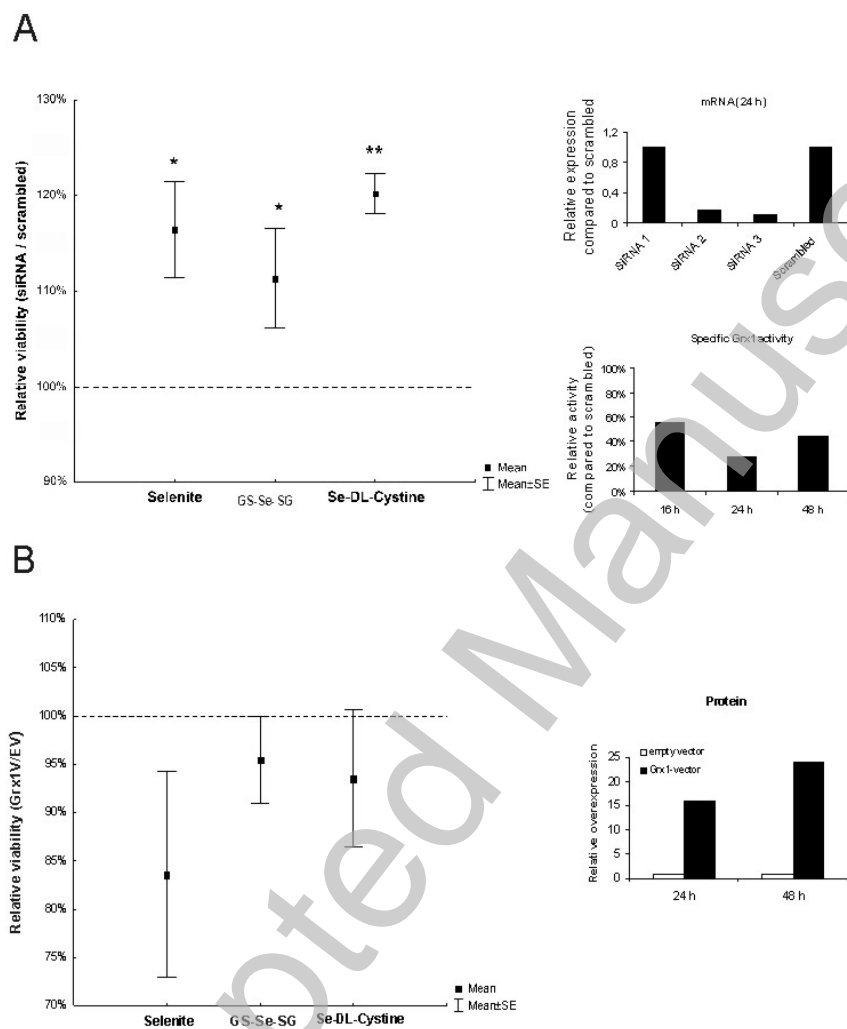 A
Relative viability (siRNA / scrambled)
130%
120%
110%
100%
90%
*
*
**
Selenite
GS-Se-SG
Se-DL-Cystine
Mean
Mean±SE
mRNA (24 h)
Relative expression
compared to scrambled
1,2
0,8
0,4
0
SiRNA 1
SiRNA 2
SiRNA 3
Scrambled
Specific Grx1 activity
Relative activity
(compared to scrambled)
100%
80%
60%
40%
20%
0%
16 h
24 h
48 h
B
Relative viability (Grx1V/EV)
110%
105%
100%
95%
90%
85%
80%
75%
70%
Selenite
GS-Se-SG
Se-DL-Cystine
Mean
Mean±SE
Protein
empty vector
Grx1-vector
Relative overexpression
25
20
15
10
5
0
24 h
48 h
pted Manusc